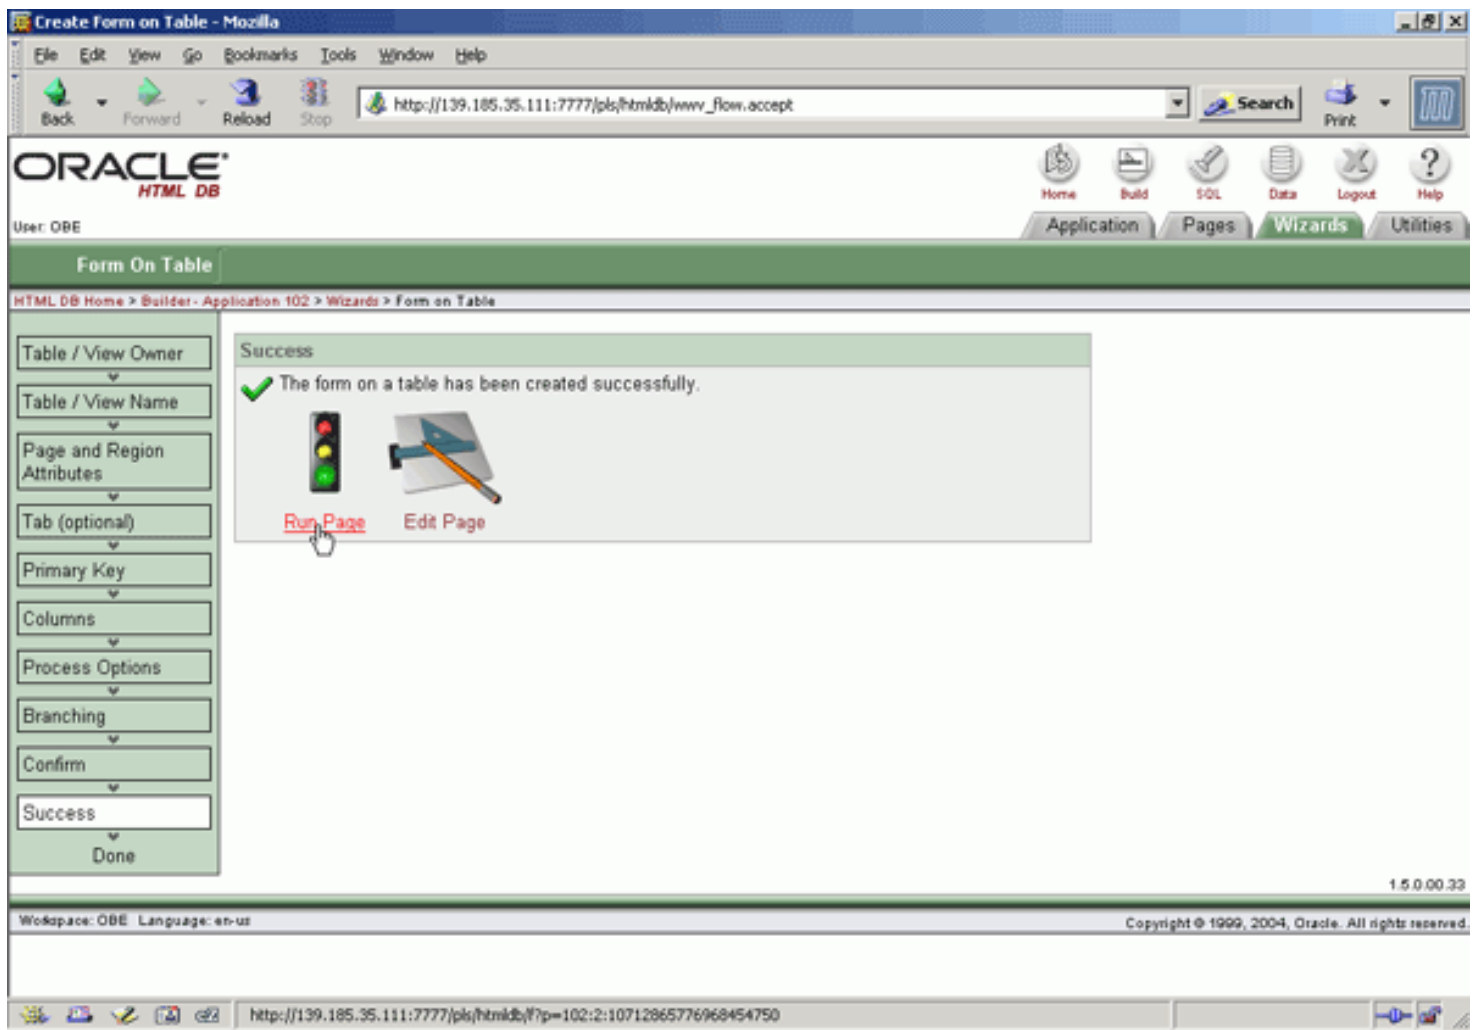 Create Form on Table - Mozilla
File Edit View Go Bookmarks Tools Window Help
Back Forward Reload Stop http://139.185.35.111:7777/pls/htmldb/wwv_flow.accept Search Print
ORACLE
HTML DB
Home Build SQL Data Logout Help
User: OBE
Application Pages Wizards Utilities
Form On Table
HTML DB Home > Builder - Application 102 > Wizards > Form on Table
Table / View Owner
Table / View Name
Page and Region
Attributes
Tab (optional)
Primary Key
Columns
Process Options
Branching
Confirm
Success
Done
Success
The form on a table has been created successfully.
Run Page Edit Page
1.5.0.00.33
Workspace: OBE Language: en-us
Copyright © 1999, 2004, Oracle. All rights reserved.
http://139.185.35.111:7777/pls/htmldb/f?p=102:2:10712865776968454750